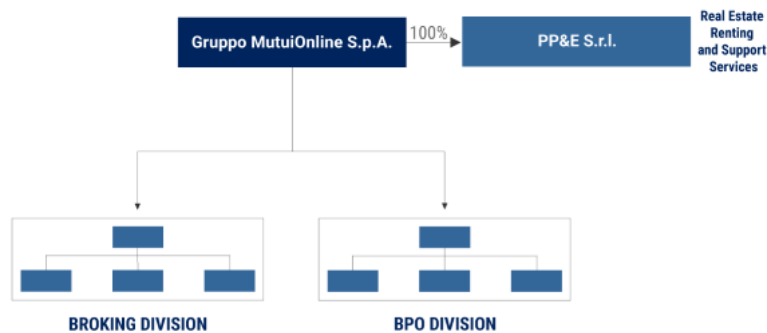 Gruppo MutuiOnline S.p.A.
100%
PP&E S.r.l.
Real Estate
Renting
and Support
Services
BROKING DIVISION
BPO DIVISION